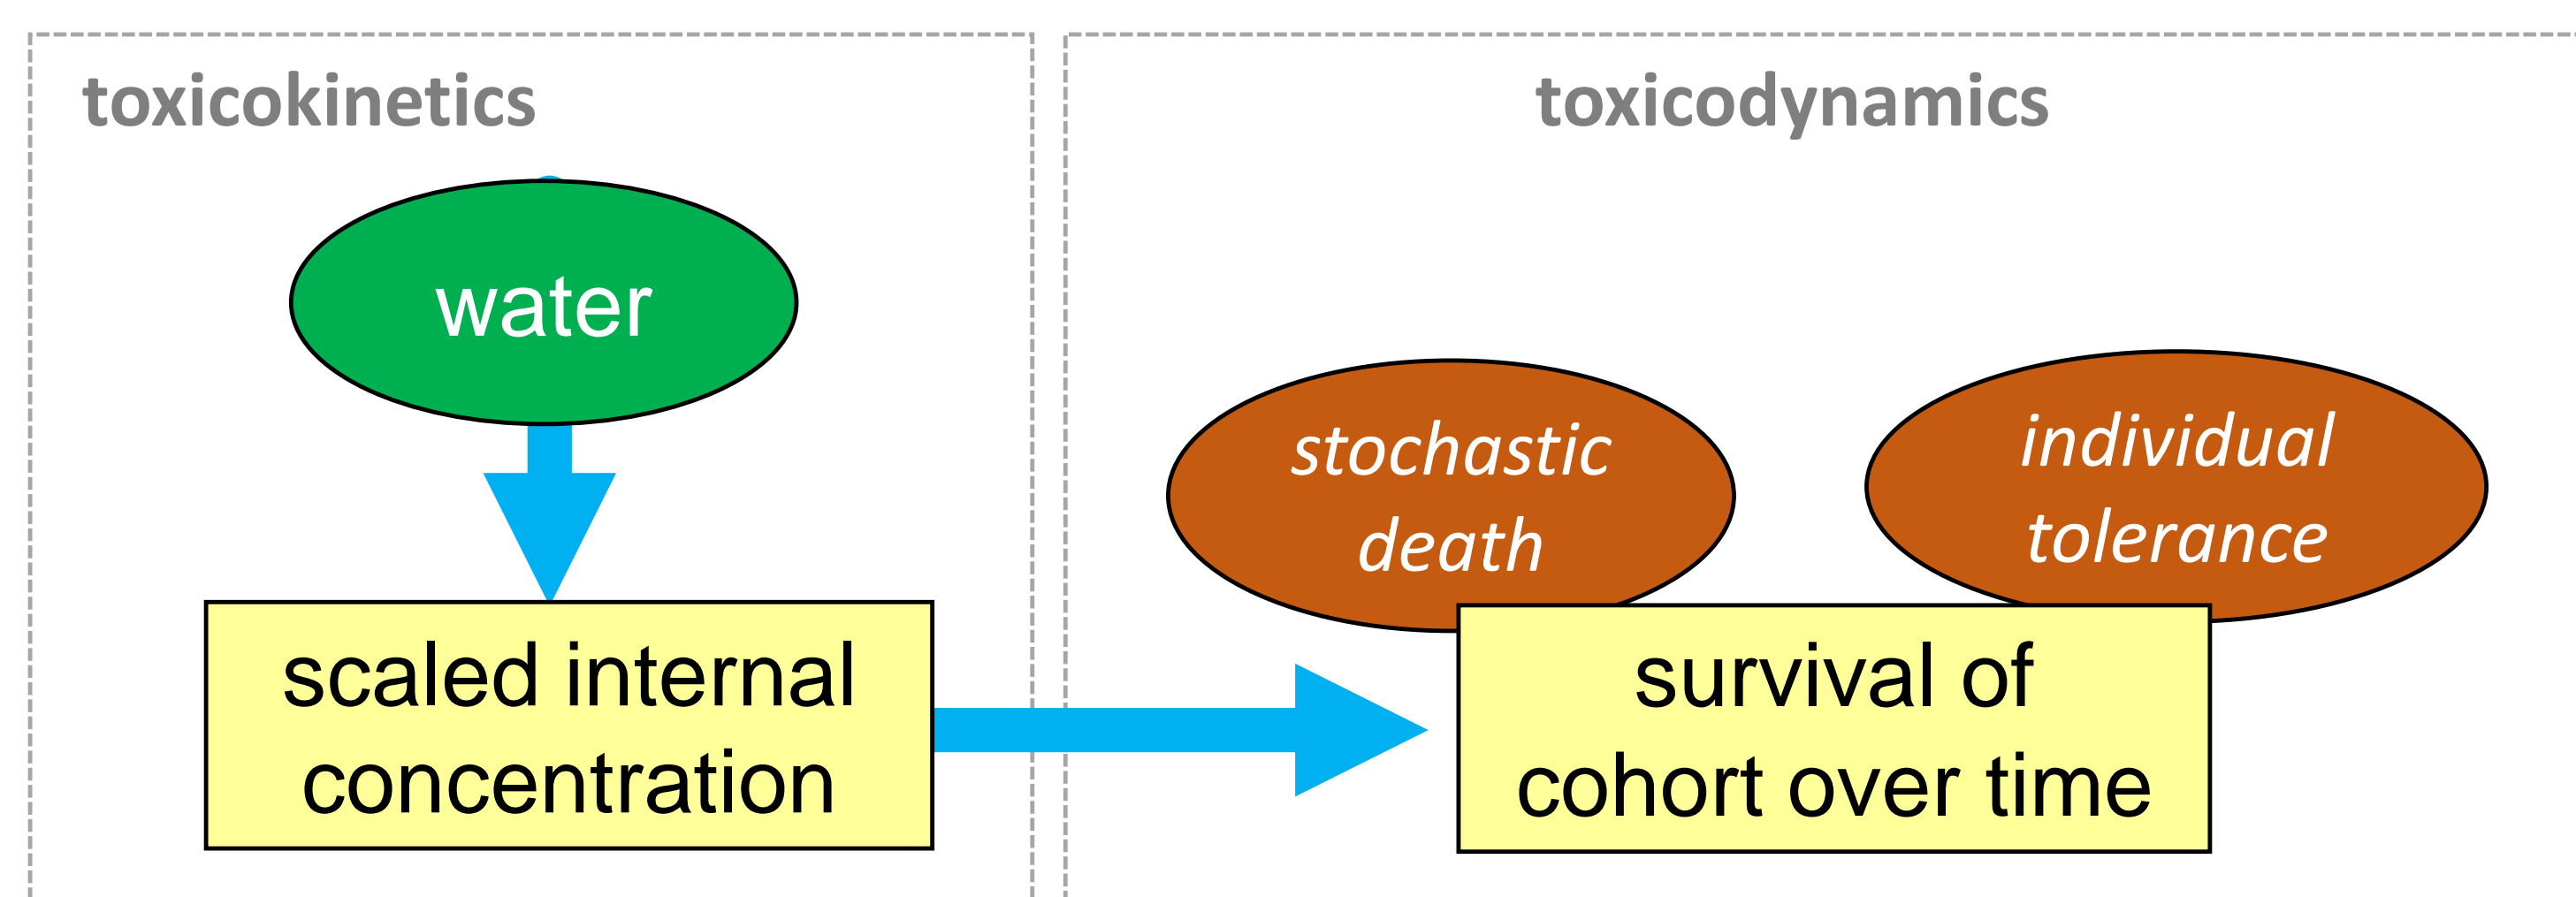 toxicokinetics
toxicodynamics
water
stochastic
death
individual
tolerance
scaled internal
concentration
survival of
cohort over time